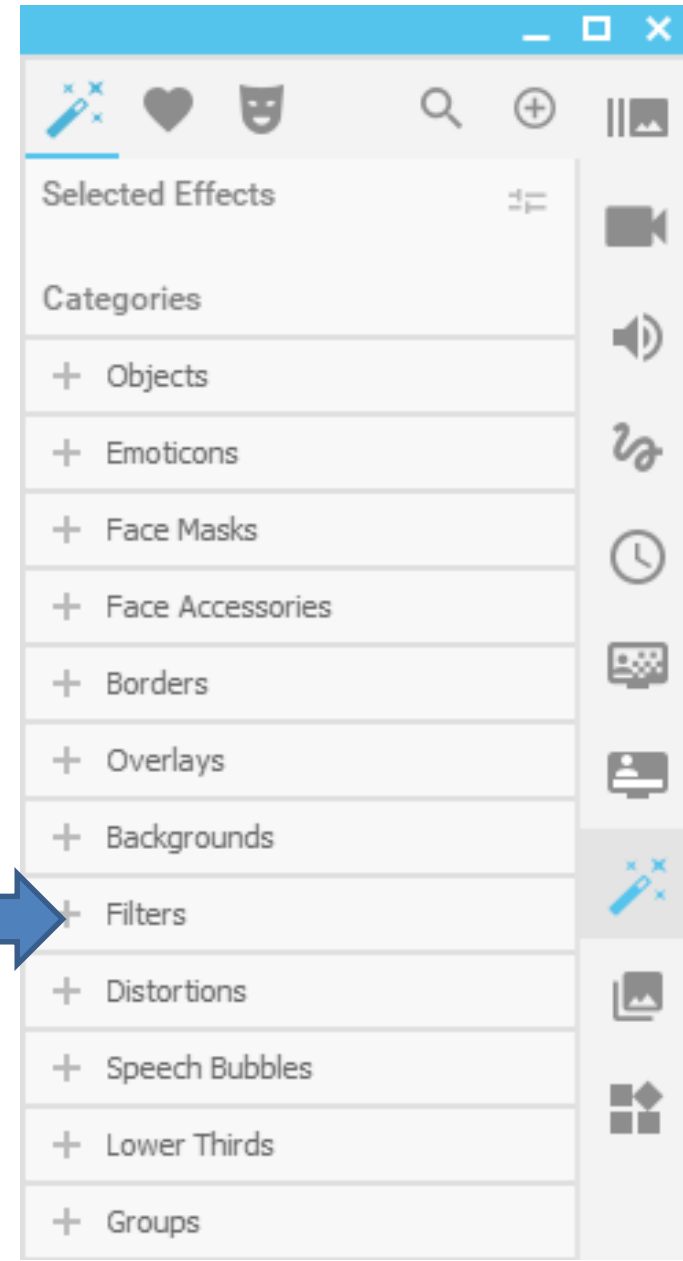 Selected Effects
Categories
Objects
Emoticons
Face Masks
Face Accessories
Borders
Overlays
Backgrounds
Filters
Distortions
Speech Bubbles
Lower Thirds
Groups